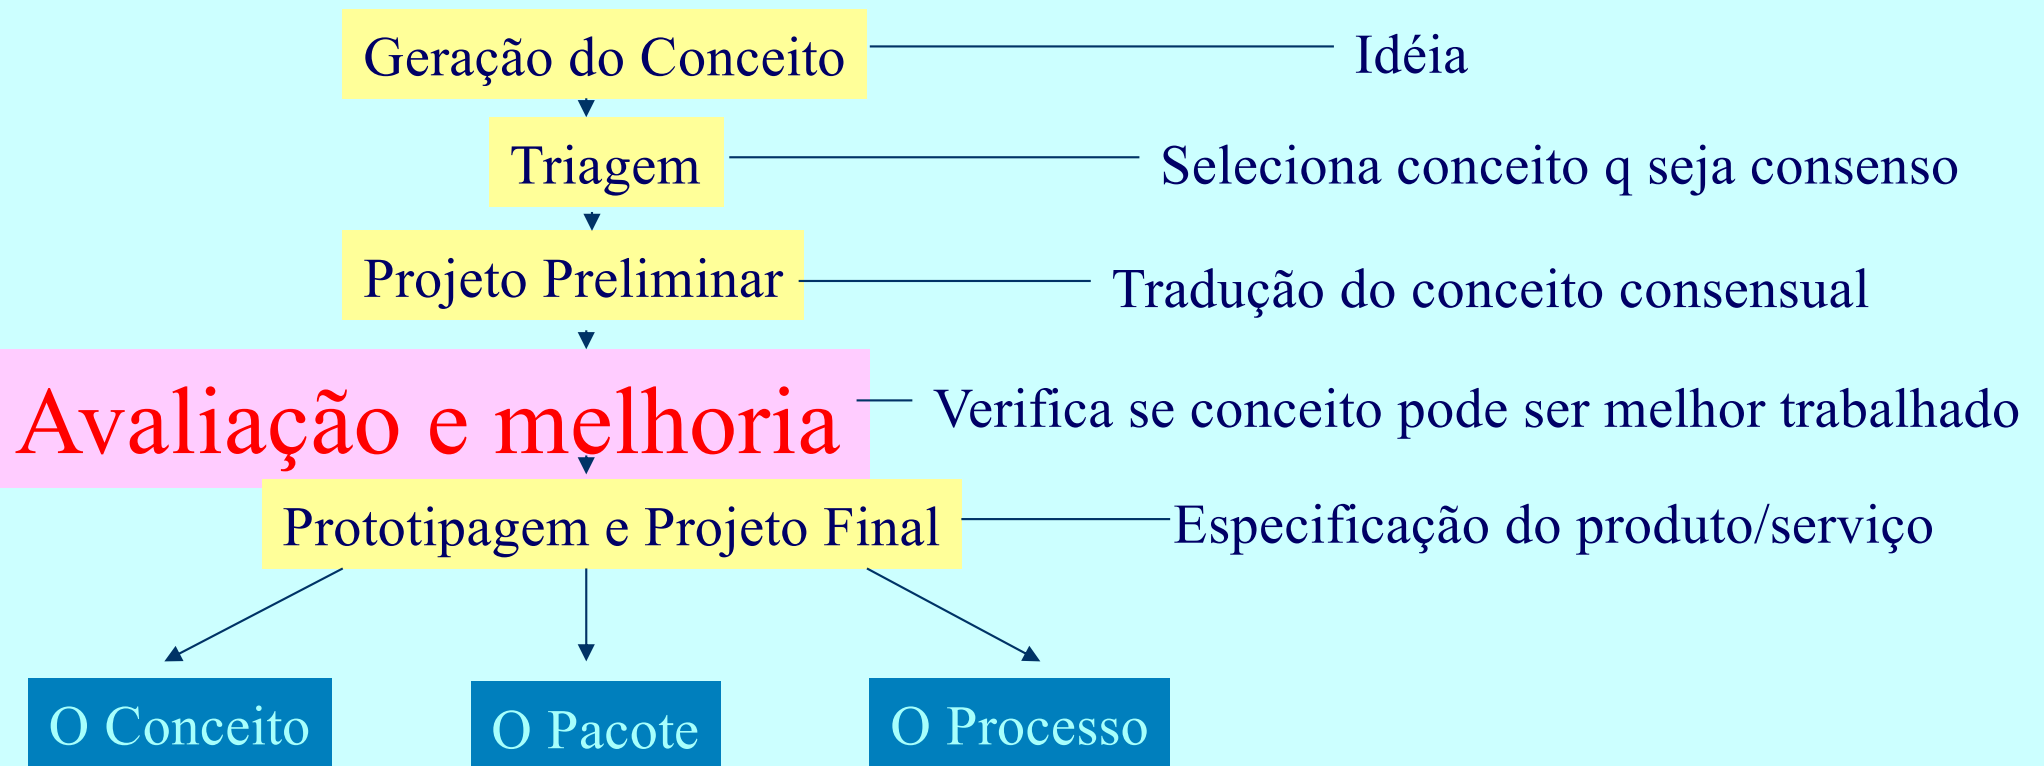 Geração do Conceito
Idéia
Triagem
Seleciona conceito q seja consenso
Projeto Preliminar
Tradução do conceito consensual
Avaliação e melhoria
Verifica se conceito pode ser melhor trabalhado
Prototipagem e Projeto Final
Especificação do produto/serviço
O Conceito
O Pacote
O Processo